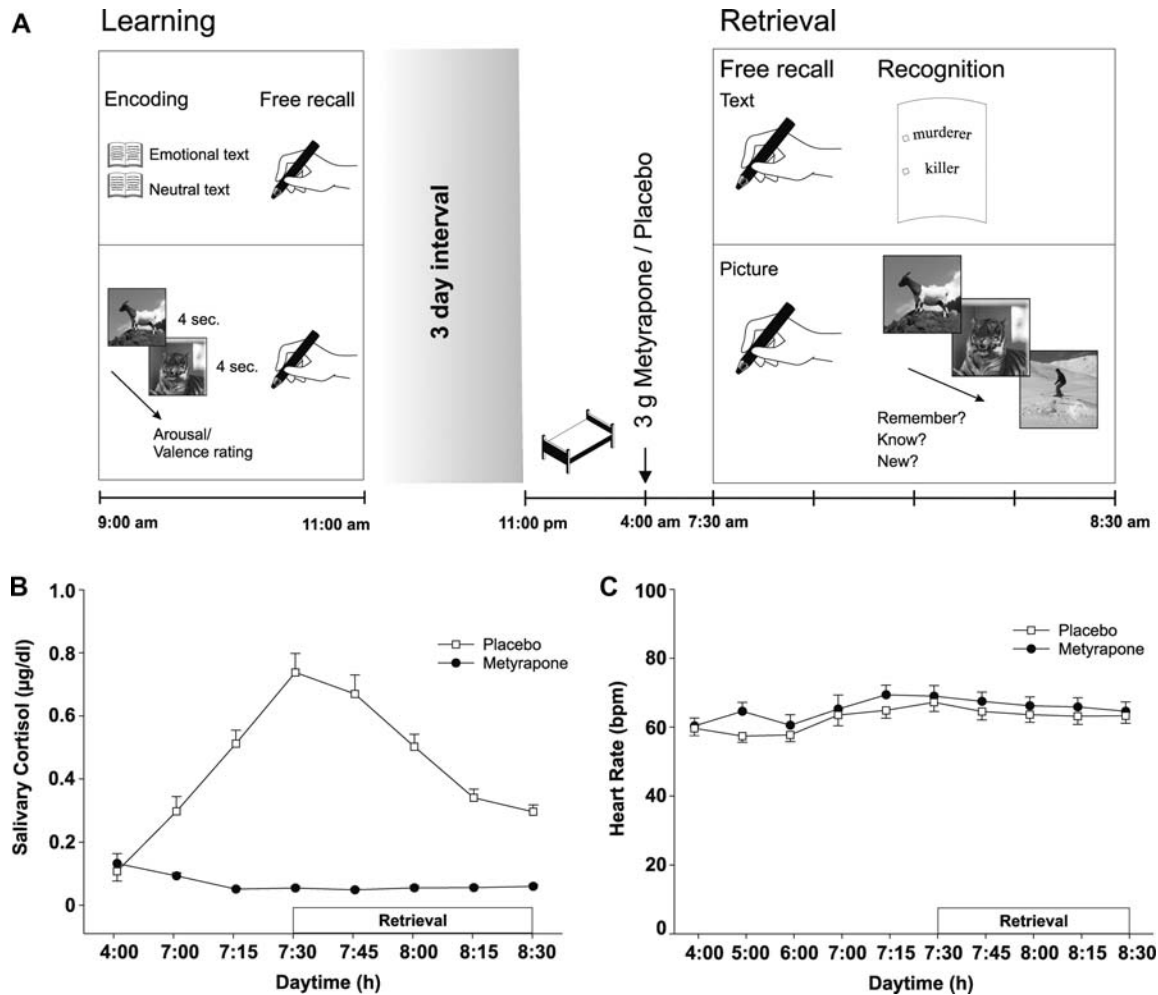 A
Learning
Retrieval
Encoding
Free recall
Emotional text
Neutral text
4 sec.
4 sec.
Arousal/
Valence rating
3 day interval
3 g Metyrapone / Placebo
Free recall
Recognition
Text
murderer
killer
Picture
Remember?
Know?
New?
9:00 am
11:00 am
11:00 pm
4:00 am
7:30 am
8:30 am
B
Salivary Cortisol (µg/dl)
1.0
0.8
0.6
0.4
0.2
0
Placebo
Metyrapone
Retrieval
4:00 7:00 7:15 7:30 7:45 8:00 8:15 8:30
Daytime (h)
C
Heart Rate (bpm)
100
80
60
40
20
0
Placebo
Metyrapone
Retrieval
4:00 5:00 6:00 7:00 7:15 7:30 7:45 8:00 8:15 8:30
Daytime (h)